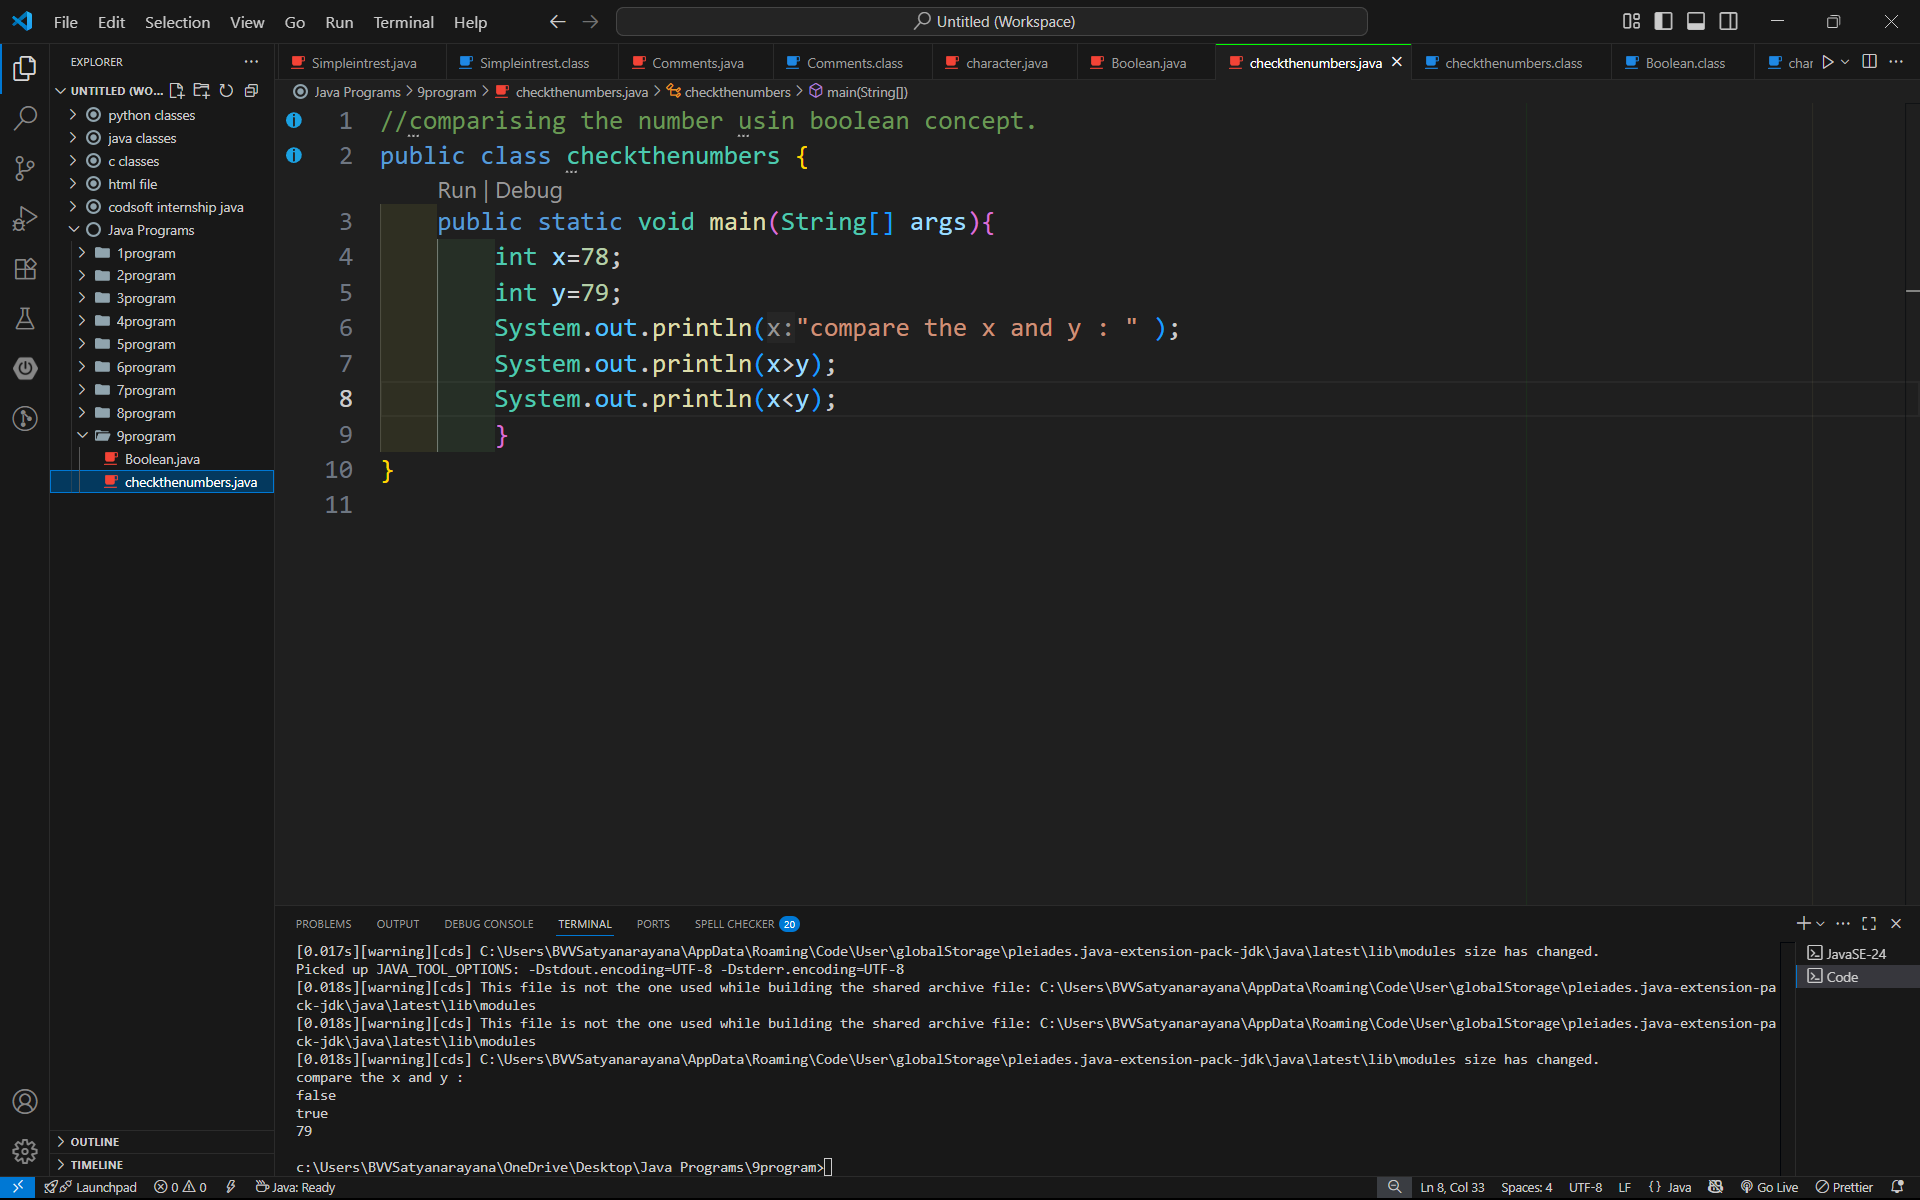 File Edit Selection View Go Run Terminal Help
Untitled (Workspace)
EXPLORER
UNTITLED (WO...
python classes
java classes
c classes
html file
codsoft internship java
Java Programs
1program
2program
3program
4program
5program
6program
7program
8program
9program
Boolean.java
checkthenumbers.java
OUTLINE
TIMELINE
Simpleintrest.java Simpleintrest.class Comments.java Comments.class character.java Boolean.java checkthenumbers.java checkthenumbers.class Boolean.class char
Java Programs > 9program > checkthenumbers.java > checkthenumbers > main(String[])
1 //comparising the number usin boolean concept.
2 public class checkthenumbers {
Run | Debug
3 public static void main(String[] args){
4 int x=78;
5 int y=79;
6 System.out.println(x:"compare the x and y : " );
7 System.out.println(x>y);
8 System.out.println(x<y);
9 }
10 }
11
PROBLEMS OUTPUT DEBUG CONSOLE TERMINAL PORTS SPELL CHECKER 20
[0.017s][warning][cds] C:\Users\BVVSatyanarayana\AppData\Roaming\Code\User\globalStorage\pleiades.java-extension-pack-jdk\java\latest\lib\modules size has changed.
Picked up JAVA_TOOL_OPTIONS: -Dstdout.encoding=UTF-8 -Dstderr.encoding=UTF-8
[0.018s][warning][cds] This file is not the one used while building the shared archive file: C:\Users\BVVSatyanarayana\AppData\Roaming\Code\User\globalStorage\pleiades.java-extension-pa
ck-jdk\java\latest\lib\modules
[0.018s][warning][cds] This file is not the one used while building the shared archive file: C:\Users\BVVSatyanarayana\AppData\Roaming\Code\User\globalStorage\pleiades.java-extension-pa
ck-jdk\java\latest\lib\modules
[0.018s][warning][cds] C:\Users\BVVSatyanarayana\AppData\Roaming\Code\User\globalStorage\pleiades.java-extension-pack-jdk\java\latest\lib\modules size has changed.
compare the x and y :
false
true
79
c:\Users\BVVSatyanarayana\OneDrive\Desktop\Java Programs\9program>
JavaSE-24
Code
Launchpad 0 0 Java: Ready Ln 8, Col 33 Spaces: 4 UTF-8 LF {} Java Go Live Prettier